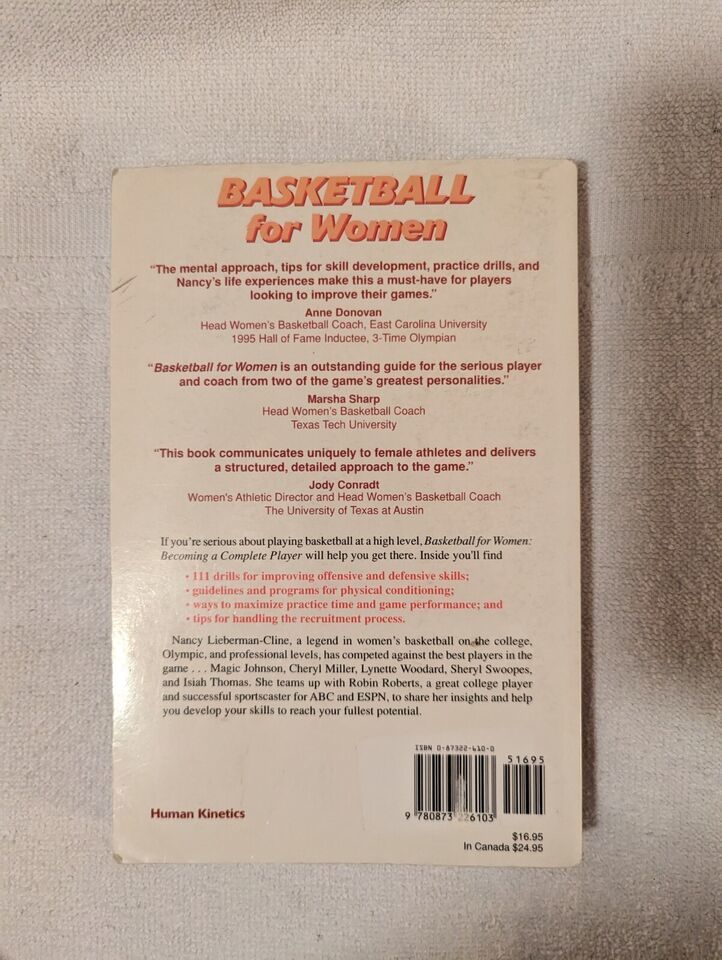 BASKETBALL
for Women
"The mental approach, tips for skill development, practice drills, and
Nancy's life experiences make this a must-have for players
looking to improve their games."
Anne Donovan
Head Women's Basketball Coach, East Carolina University
1995 Hall of Fame Inductee, 3-Time Olympian
"Basketball for Women is an outstanding guide for the serious player
and coach from two of the game's greatest personalities."
Marsha Sharp
Head Women's Basketball Coach
Texas Tech University
"This book communicates uniquely to female athletes and delivers
a structured, detailed approach to the game."
Jody Conradt
Women's Athletic Director and Head Women's Basketball Coach
The University of Texas at Austin
If you're serious about playing basketball at a high level, Basketball for Women:
Becoming a Complete Player will help you get there. Inside you'll find
• 111 drills for improving offensive and defensive skills;
• guidelines and programs for physical conditioning;
• ways to maximize practice time and game performance; and
• tips for handling the recruitment process.
Nancy Lieberman-Cline, a legend in women's basketball on the college,
Olympic, and professional levels, has competed against the best players in the
game . . . Magic Johnson, Cheryl Miller, Lynette Woodard, Sheryl Swoopes,
and Isiah Thomas. She teams up with Robin Roberts, a great college player
and successful sportscaster for ABC and ESPN, to share her insights and help
you develop your skills to reach your fullest potential.
ISBN 0-87322-610-0
51695
9 780873 226103
Human Kinetics
$16.95
In Canada $24.95